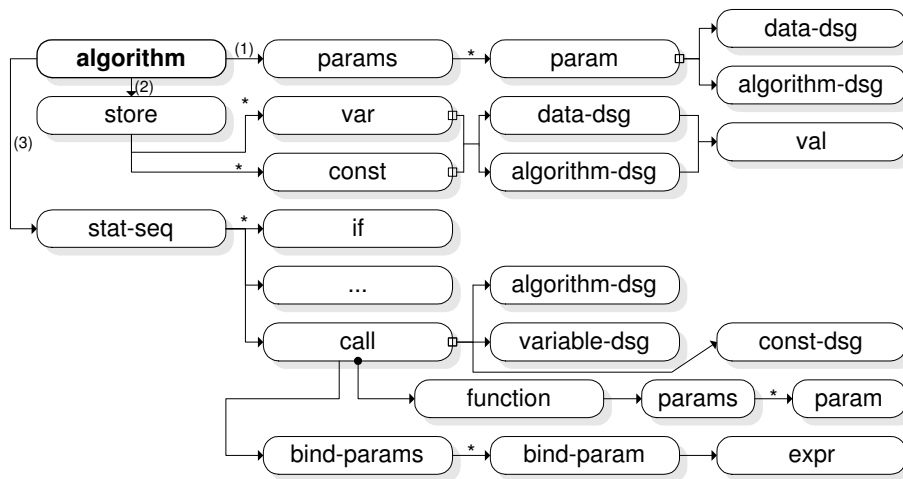 data-dsg
algorithm (1) params * param
algorithm-dsg
(2)
store * var data-dsg
val
(3)
* const algorithm-dsg
stat-seq * if
... algorithm-dsg
call variable-dsg const-dsg
function params * param
bind-params * bind-param expr